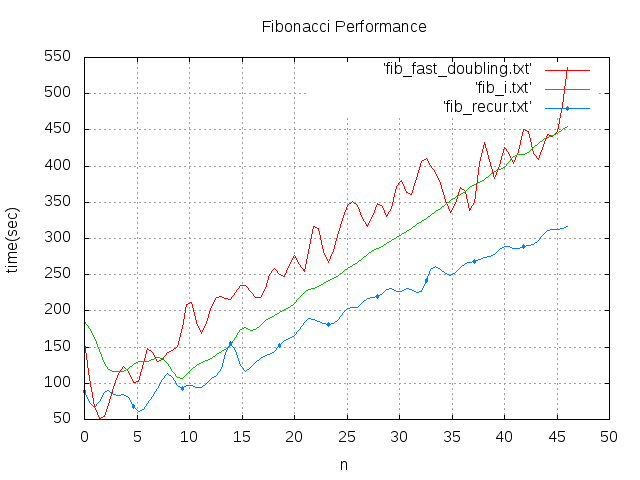 Fibonacci Performance
550
500
450
400
350
300
250
200
150
100
50
time(sec)
'fib_fast_doubling.txt'
'fib_i.txt'
'fib_recur.txt'
0 5 10 15 20 25 30 35 40 45 50
n